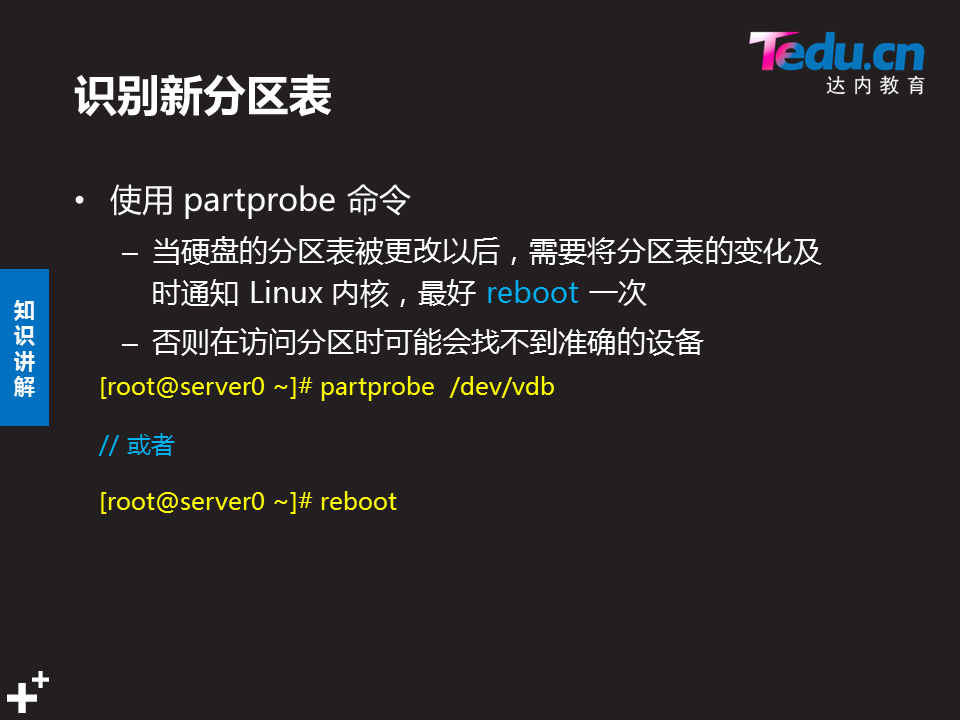 Tedu.cn
达内教育
识别新分区表
• 使用 partprobe 命令
– 当硬盘的分区表被更改以后，需要将分区表的变化及
时通知 Linux 内核，最好 reboot 一次
– 否则在访问分区时可能会找不到准确的设备
[root@server0 ~]# partprobe  /dev/vdb
// 或者
[root@server0 ~]# reboot
知
识
讲
解